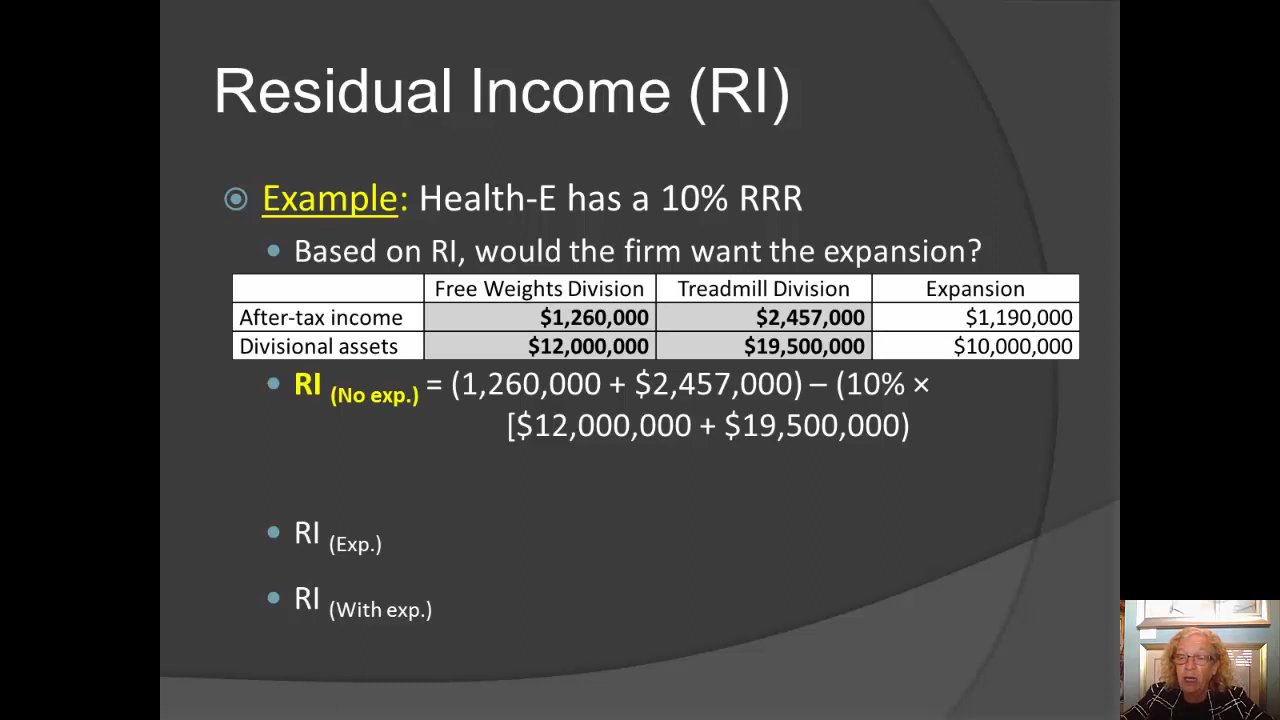 Residual Income (RI)
Example: Health-E has a 10% RRR
Based on RI, would the firm want the expansion?
Free Weights Division Treadmill Division Expansion
After-tax income $1,260,000 $2,457,000 $1,190,000
Divisional assets $12,000,000 $19,500,000 $10,000,000
RI (No exp.) = (1,260,000 + $2,457,000) – (10% ×
[$12,000,000 + $19,500,000)
RI (Exp.)
RI (With exp.)